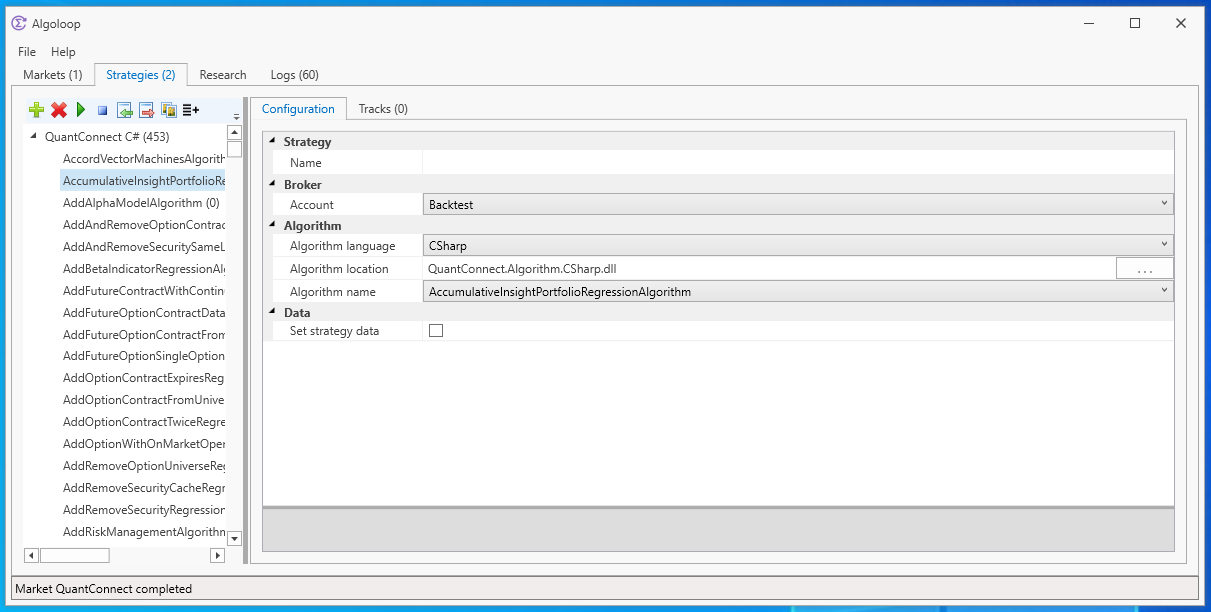 Algoloop
File Help
Markets (1) Strategies (2) Research Logs (60)
Configuration Tracks (0)
QuantConnect C# (453)
AccordVectorMachinesAlgorith
AccumulativeInsightPortfolioRe
AddAlphaModelAlgorithm (0)
AddAndRemoveOptionContrac
AddAndRemoveSecuritySameL
AddBetaIndicatorRegressionAl
AddFutureContractWithContin
AddFutureOptionContractData
AddFutureOptionContractFrom
AddFutureOptionSingleOption
AddOptionContractExpiresReg
AddOptionContractFromUnive
AddOptionContractTwiceRegre
AddOptionWithOnMarketOper
AddRemoveOptionUniverseReg
AddRemoveSecurityCacheRegr
AddRemoveSecurityRegression
AddRiskManagementAlgorithn
Strategy
Name
Broker
Account Backtest
Algorithm
Algorithm language CSharp
Algorithm location QuantConnect.Algorithm.CSharp.dll ...
Algorithm name AccumulativeInsightPortfolioRegressionAlgorithm
Data
Set strategy data
Market QuantConnect completed